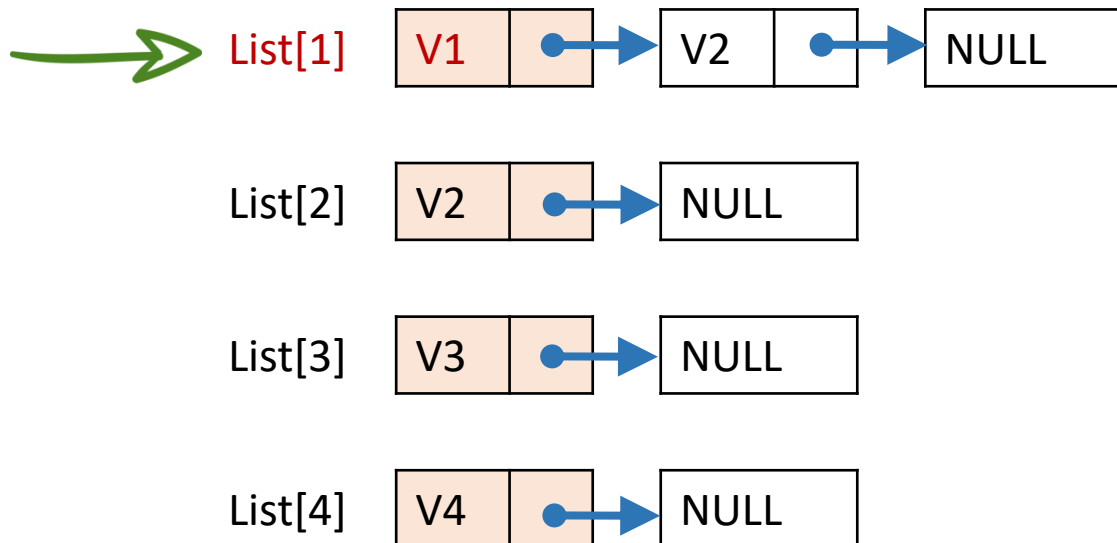 List[1] V1 V2 NULL
List[2] V2 NULL
List[3] V3 NULL
List[4] V4 NULL